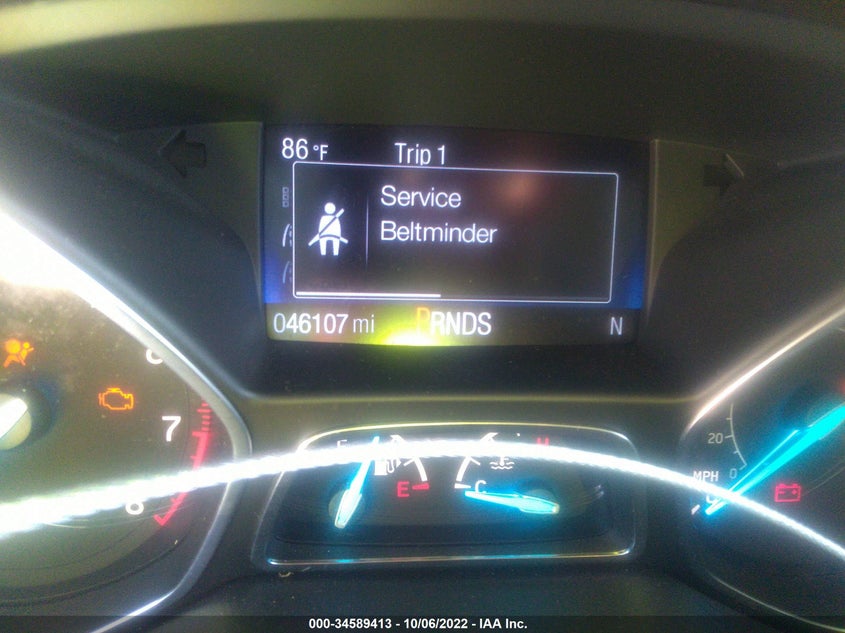 86 °F Trip 1
Service
Beltminder
046107 mi PRNDS N
7
8
E
H
C
20
0
MPH
000-34589413 - 10/06/2022 - IAA Inc.